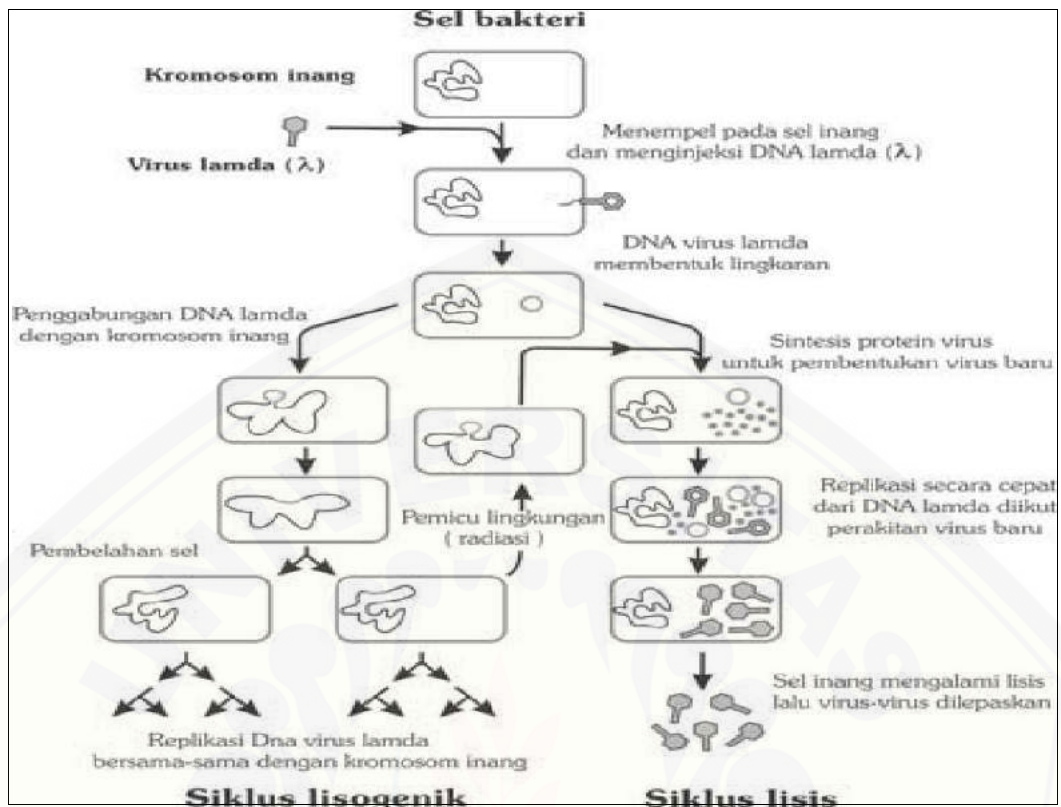 Sel bakteri
Kromosom inang
Virus lamda (λ)
Menempel pada sel inang
dan menginjeksi DNA lamda (λ)
DNA virus lamda
membentuk lingkaran
Penggabungan DNA lamda
dengan kromosom inang
Sintesis protein virus
untuk pembentukan virus baru
Pemicu lingkungan
( radiasi )
Replikasi secara cepat
dari DNA lamda diikut
perakitan virus baru
Pembelahan sel
Sel inang mengalami lisis
lalu virus-virus dilepaskan
Replikasi Dna virus lamda
bersama-sama dengan kromosom inang
Siklus lisogenik
Siklus lisis
UNIVERSITAS